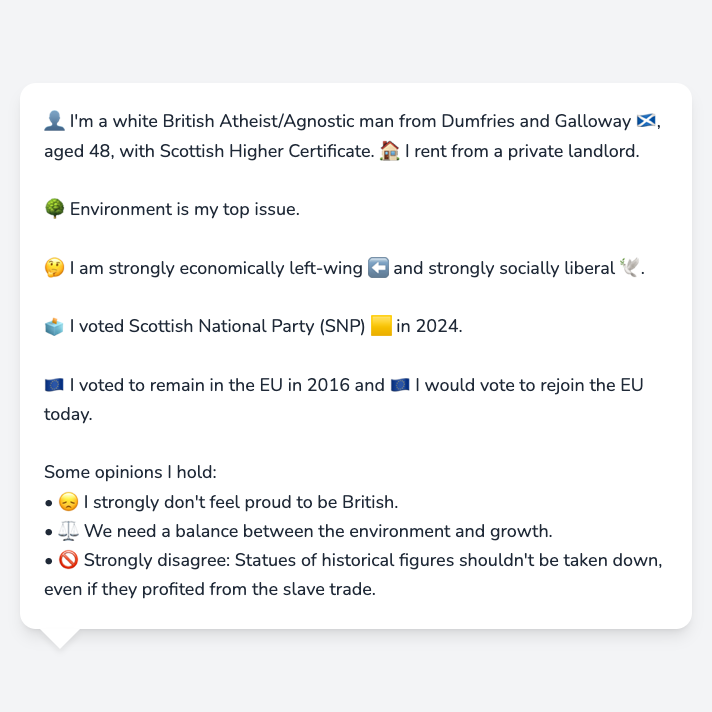 👤 I'm a white British Atheist/Agnostic man from Dumfries and Galloway 🏴󠁧󠁢󠁳󠁣󠁴󠁿,
aged 48, with Scottish Higher Certificate. 🏠 I rent from a private landlord.
🌳 Environment is my top issue.
🤔 I am strongly economically left-wing ⬅️ and strongly socially liberal 🕊️.
🗳️ I voted Scottish National Party (SNP) 🟨 in 2024.
🇪🇺 I voted to remain in the EU in 2016 and 🇪🇺 I would vote to rejoin the EU
today.
Some opinions I hold:
• 😞 I strongly don't feel proud to be British.
• ⚖️ We need a balance between the environment and growth.
• 🚫 Strongly disagree: Statues of historical figures shouldn't be taken down,
even if they profited from the slave trade.